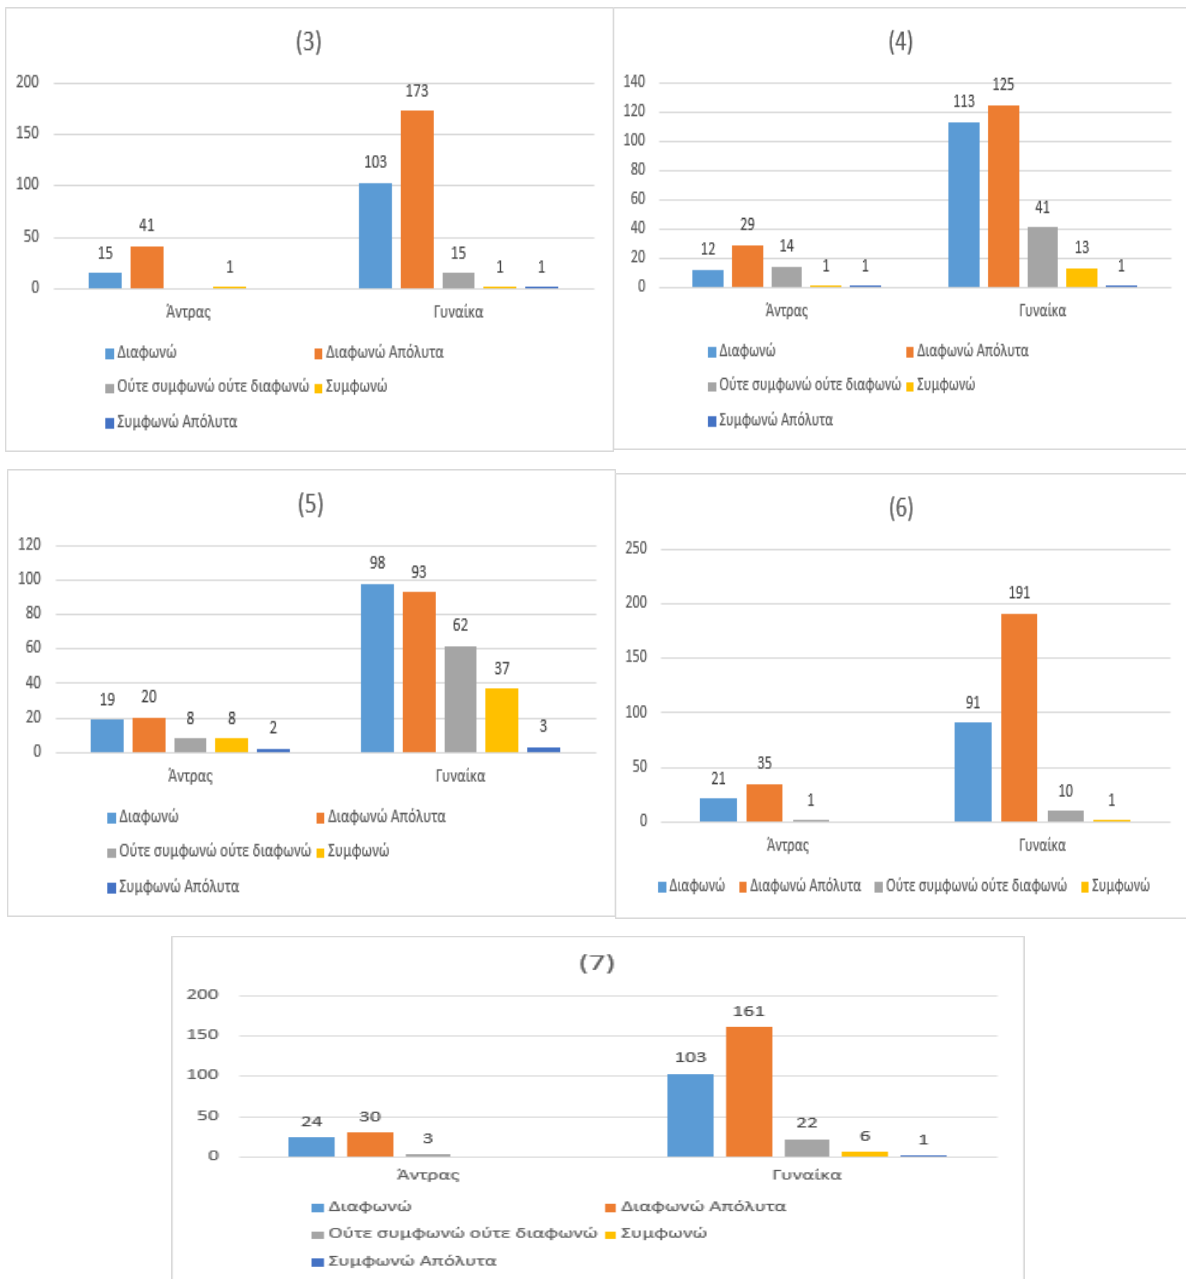 (3)
200
173
150
103
100
50
41
15
15
1
1
1
0
Άντρας
Γυναίκα
Διαφωνώ
Διαφωνώ Απόλυτα
Ούτε συμφωνώ ούτε διαφωνώ
Συμφωνώ
Συμφωνώ Απόλυτα
(4)
140
125
120
113
100
80
60
41
40
29
20
12
14
13
1
1
1
0
Άντρας
Γυναίκα
Διαφωνώ
Διαφωνώ Απόλυτα
Ούτε συμφωνώ ούτε διαφωνώ
Συμφωνώ
Συμφωνώ Απόλυτα
(5)
120
98
93
100
80
62
60
37
40
19
20
20
8
8
2
3
0
Άντρας
Γυναίκα
Διαφωνώ
Διαφωνώ Απόλυτα
Ούτε συμφωνώ ούτε διαφωνώ
Συμφωνώ
Συμφωνώ Απόλυτα
(6)
250
191
200
150
91
100
50
21
35
1
10
1
0
Άντρας
Γυναίκα
Διαφωνώ
Διαφωνώ Απόλυτα
Ούτε συμφωνώ ούτε διαφωνώ
Συμφωνώ
(7)
200
161
150
103
100
50
24
30
3
22
6
1
0
Άντρας
Γυναίκα
Διαφωνώ
Διαφωνώ Απόλυτα
Ούτε συμφωνώ ούτε διαφωνώ
Συμφωνώ
Συμφωνώ Απόλυτα